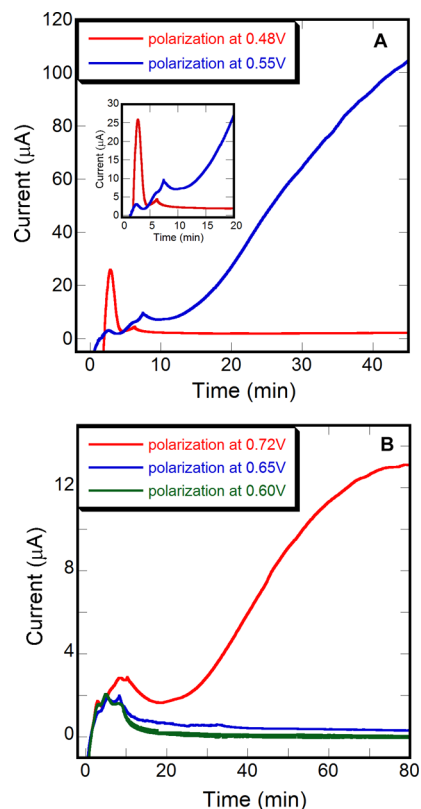 A
polarization at 0.48V
polarization at 0.55V
120
100
80
60
40
20
0
Current (μA)
30
25
20
15
10
5
0
Current (μA)
0 5 10 15 20
Time (min)
0 10 20 30 40
Time (min)
B
polarization at 0.72V
polarization at 0.65V
polarization at 0.60V
12
8
4
0
Current (μA)
0 20 40 60 80
Time (min)